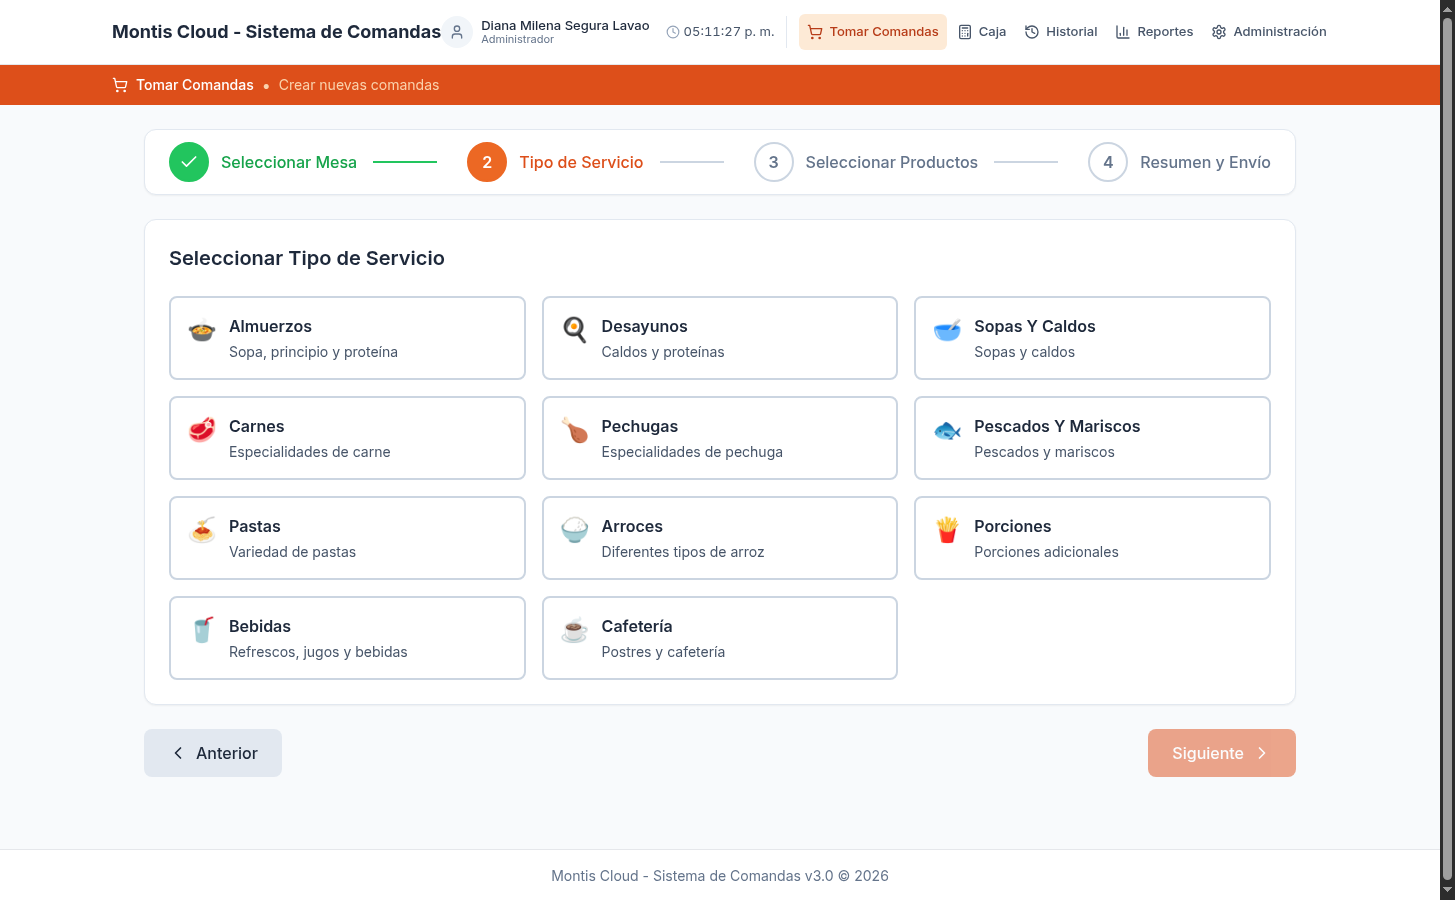 Montis Cloud - Sistema de Comandas
Diana Milena Segura Lavao
Administrador
05:11:27 p. m.
Tomar Comandas
Caja
Historial
Reportes
Administración
Tomar Comandas • Crear nuevas comandas
Seleccionar Mesa
2 Tipo de Servicio
3 Seleccionar Productos
4 Resumen y Envío
Seleccionar Tipo de Servicio
Almuerzos
Sopa, principio y proteína
Desayunos
Caldos y proteínas
Sopas Y Caldos
Sopas y caldos
Carnes
Especialidades de carne
Pechugas
Especialidades de pechuga
Pescados Y Mariscos
Pescados y mariscos
Pastas
Variedad de pastas
Arroces
Diferentes tipos de arroz
Porciones
Porciones adicionales
Bebidas
Refrescos, jugos y bebidas
Cafetería
Postres y cafetería
Anterior
Siguiente
Montis Cloud - Sistema de Comandas v3.0 © 2026